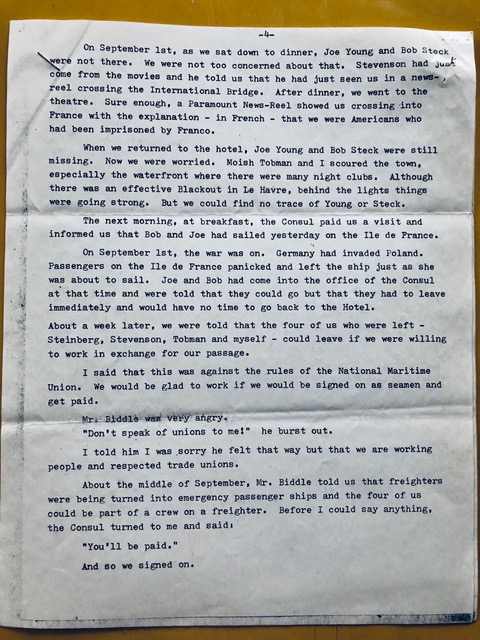 -4-
On September 1st, as we sat down to dinner, Joe Young and Bob Steck
were not there. We were not too concerned about that. Stevenson had just
come from the movies and he told us that he had just seen us in a news-
reel crossing the International Bridge. After dinner, we went to the
theatre. Sure enough, a Paramount News-Reel showed us crossing into
France with the explanation - in French - that we were Americans who
had been imprisoned by Franco.
When we returned to the hotel, Joe Young and Bob Steck were still
missing. Now we were worried. Moish Tobman and I scoured the town,
especially the waterfront where there were many night clubs. Although
there was an effective Blackout in Le Havre, behind the lights things
were going strong. But we could find no trace of Young or Steck.
The next morning, at breakfast, the Consul paid us a visit and
informed us that Bob and Joe had sailed yesterday on the Ile de France.
On September 1st, the war was on. Germany had invaded Poland.
Passengers on the Ile de France panicked and left the ship just as she
was about to sail. Joe and Bob had come into the office of the Consul
at that time and were told that they could go but that they had to leave
immediately and would have no time to go back to the Hotel.
About a week later, we were told that the four of us who were left -
Steinberg, Stevenson, Tobman and myself - could leave if we were willing
to work in exchange for our passage.
I said that this was against the rules of the National Maritime
Union. We would be glad to work if we would be signed on as seamen and
get paid.
Mr. Biddle was very angry.
"Don't speak of unions to me!" he burst out.
I told him I was sorry he felt that way but that we are working
people and respected trade unions.
About the middle of September, Mr. Biddle told us that freighters
were being turned into emergency passenger ships and the four of us
could be part of a crew on a freighter. Before I could say anything,
the Consul turned to me and said:
"You'll be paid."
And so we signed on.